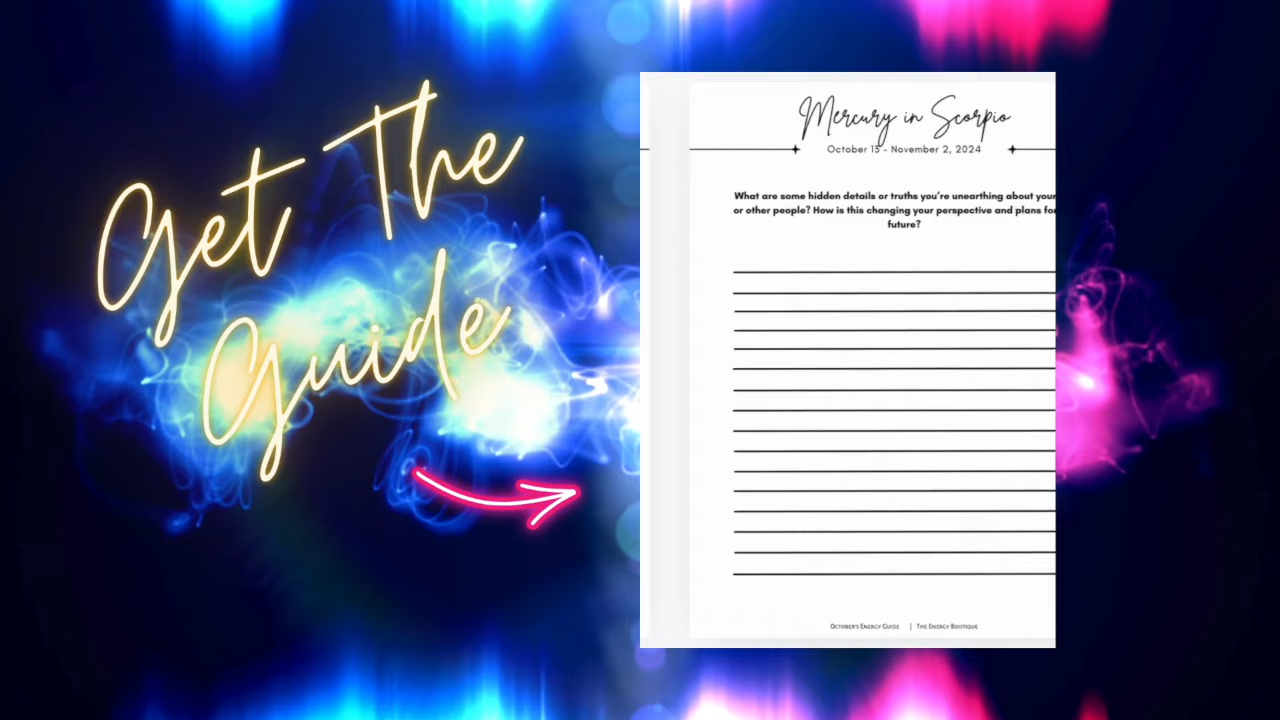 Get The
Guide
Mercury in Scorpio
October 15 - November 2, 2024
What are some hidden details or truths you're unearthing about your
or other people? How is this changing your perspective and plans for
future?
October's Energy Guide | The Energy Boutique